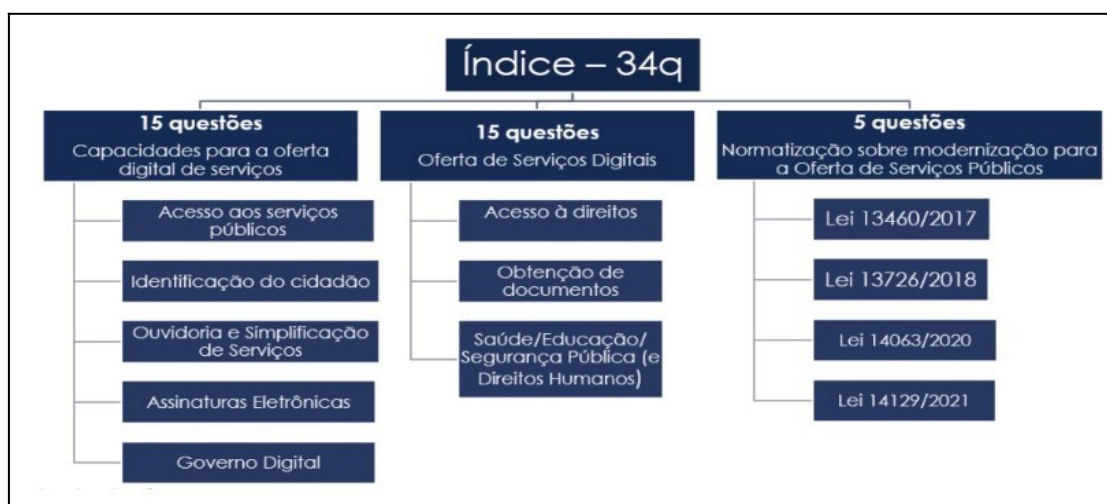 Índice – 34q
15 questões
Capacidades para a oferta
digital de serviços
Acesso aos serviços
públicos
Identificação do cidadão
Ouvidoria e Simplificação
de Serviços
Assinaturas Eletrônicas
Governo Digital
15 questões
Oferta de Serviços Digitais
Acesso à direitos
Obtenção de
documentos
Saúde/Educação/
Segurança Pública (e
Direitos Humanos)
5 questões
Normatização sobre modernização para
a Oferta de Serviços Públicos
Lei 13460/2017
Lei 13726/2018
Lei 14063/2020
Lei 14129/2021